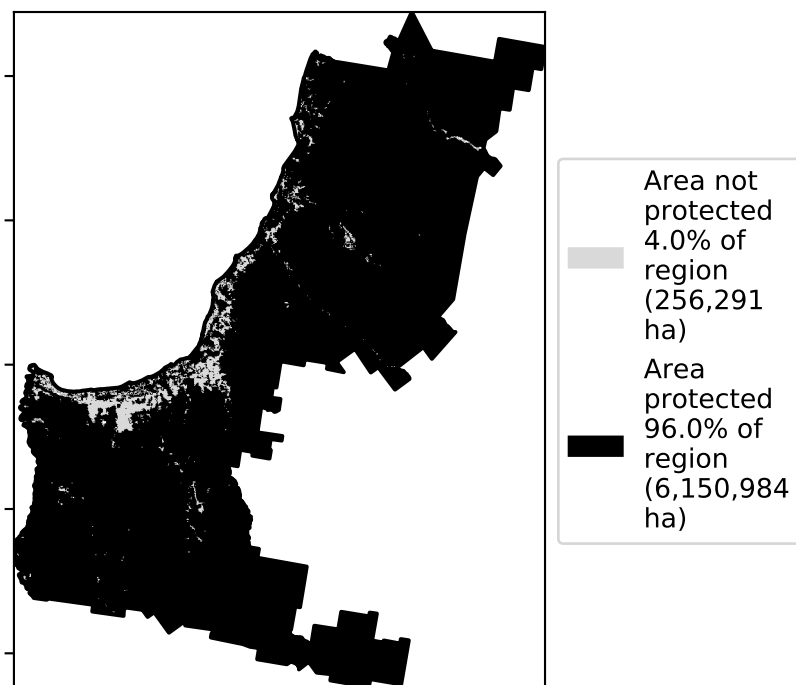 Area not
protected
4.0% of
region
(256,291
ha)
Area
protected
96.0% of
region
(6,150,984
ha)